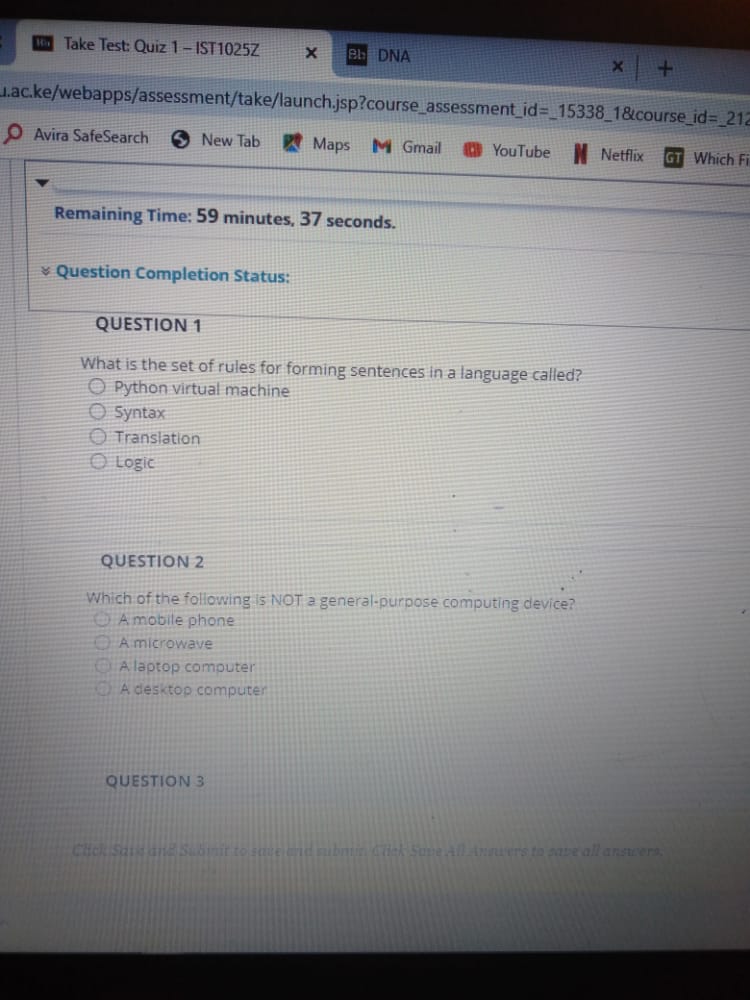 Take Test: Quiz 1 – IST1025Z
Bb DNA
u.ac.ke/webapps/assessment/take/launch.jsp?course_assessment_id=_15338_1&course_id=_212
Avira SafeSearch New Tab Maps Gmail YouTube Netflix GT Which Fi
Remaining Time: 59 minutes, 37 seconds.
Question Completion Status:
QUESTION 1
What is the set of rules for forming sentences in a language called?
Python virtual machine
Syntax
Translation
Logic
QUESTION 2
Which of the following is NOT a general-purpose computing device?
A mobile phone
A microwave
A laptop computer
A desktop computer
QUESTION 3
Click Save and Submit to save and submit. Click Save All Answers to save all answers.